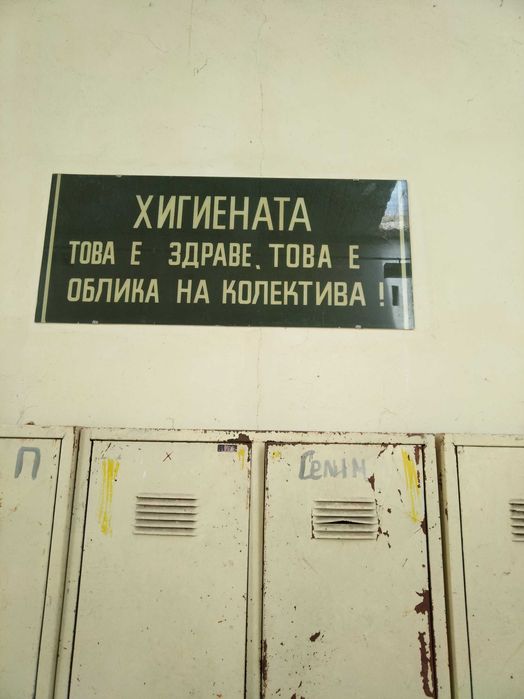 ХИГИЕНАТА
ТОВА Е ЗДРАВЕ, ТОВА Е
ОБЛИКА НА КОЛЕКТИВА !
П